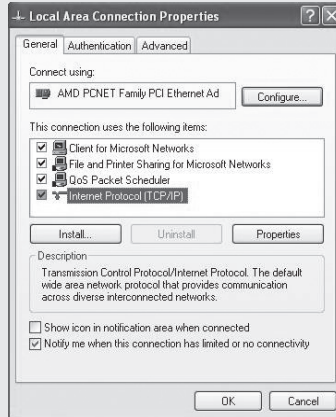 Local Area Connection Properties
General Authentication Advanced
Connect using:
AMD PCNET Family PCI Ethernet Ad Configure...
This connection uses the following items:
Client for Microsoft Networks
File and Printer Sharing for Microsoft Networks
QoS Packet Scheduler
Internet Protocol (TCP/IP)
Install... Uninstall Properties
Description
Transmission Control Protocol/Internet Protocol. The default
wide area network protocol that provides communication
across diverse interconnected networks.
Show icon in notification area when connected
Notify me when this connection has limited or no connectivity
OK Cancel